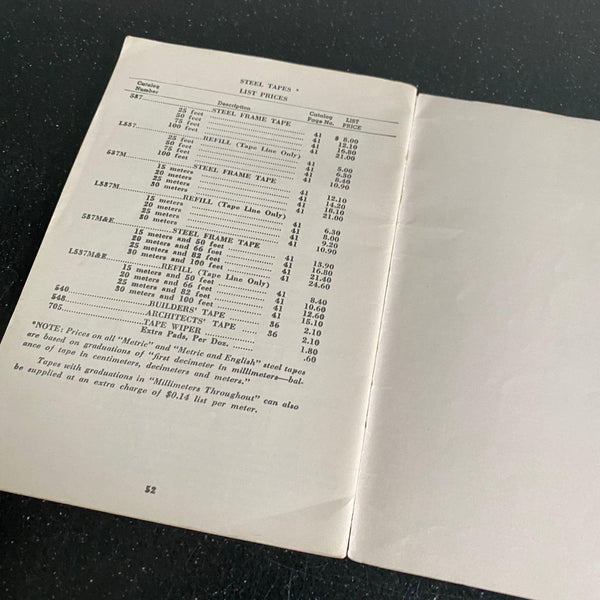 STEEL TAPES *
LIST PRICES
Catalog Number Description Catalog Page No. LIST PRICE
537 STEEL FRAME TAPE
25 feet 41 $ 8.00
50 feet 41 12.10
75 feet 41 16.80
100 feet 41 21.00
L537 REFILL (Tape Line Only)
25 feet 41 5.00
50 feet 41 6.30
75 feet 41 8.40
100 feet 41 10.90
537M STEEL FRAME TAPE
15 meters 41 12.10
20 meters 41 14.20
25 meters 41 18.10
30 meters 41 21.00
L537M REFILL (Tape Line Only)
15 meters 41 6.30
20 meters 41 8.00
25 meters 41 9.20
30 meters 41 10.90
537M&E STEEL FRAME TAPE
15 meters and 50 feet 41 13.90
20 meters and 66 feet 41 16.80
25 meters and 82 feet 41 21.40
30 meters and 100 feet 41 24.60
L537M&E REFILL (Tape Line Only)
15 meters and 50 feet 41 8.40
20 meters and 66 feet 41 10.60
25 meters and 82 feet 41 12.60
30 meters and 100 feet 41 15.10
540 BUILDERS' TAPE 36 2.10
548 ARCHITECTS' TAPE 36 2.10
705 TAPE WIPER 1.80
Extra Pads, Per Doz. .60
*NOTE: Prices on all "Metric" and "Metric and English" steel tapes
are based on graduations of "first decimeter in millimeters—bal-
ance of tape in centimeters, decimeters and meters."
Tapes with graduations in "Millimeters Throughout" can also
be supplied at an extra charge of $0.14 list per meter.
52